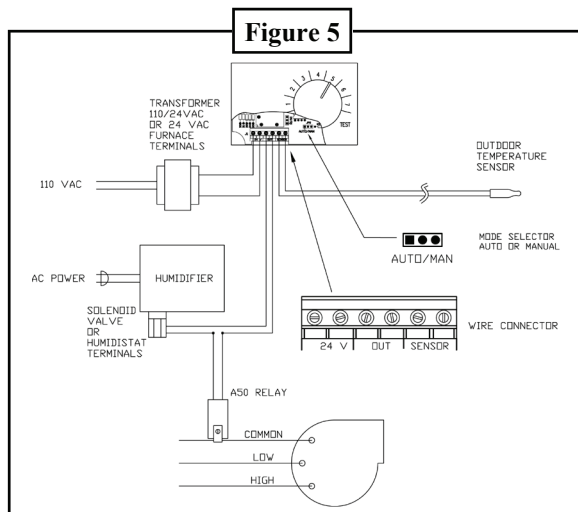 Figure 5
1 2 3 4 5 6 7
TEST
AUTO/MAN
TRANSFORMER
110/24VAC
OR 24 VAC
FURNACE
TERMINALS
110 VAC
OUTDOOR
TEMPERATURE
SENSOR
MODE SELECTOR
AUTO OR MANUAL
AUTO/MAN
AC POWER
HUMIDIFIER
SOLENOID
VALVE
OR
HUMIDISTAT
TERMINALS
24 V OUT SENSOR
WIRE CONNECTOR
A50 RELAY
COMMON
LOW
HIGH